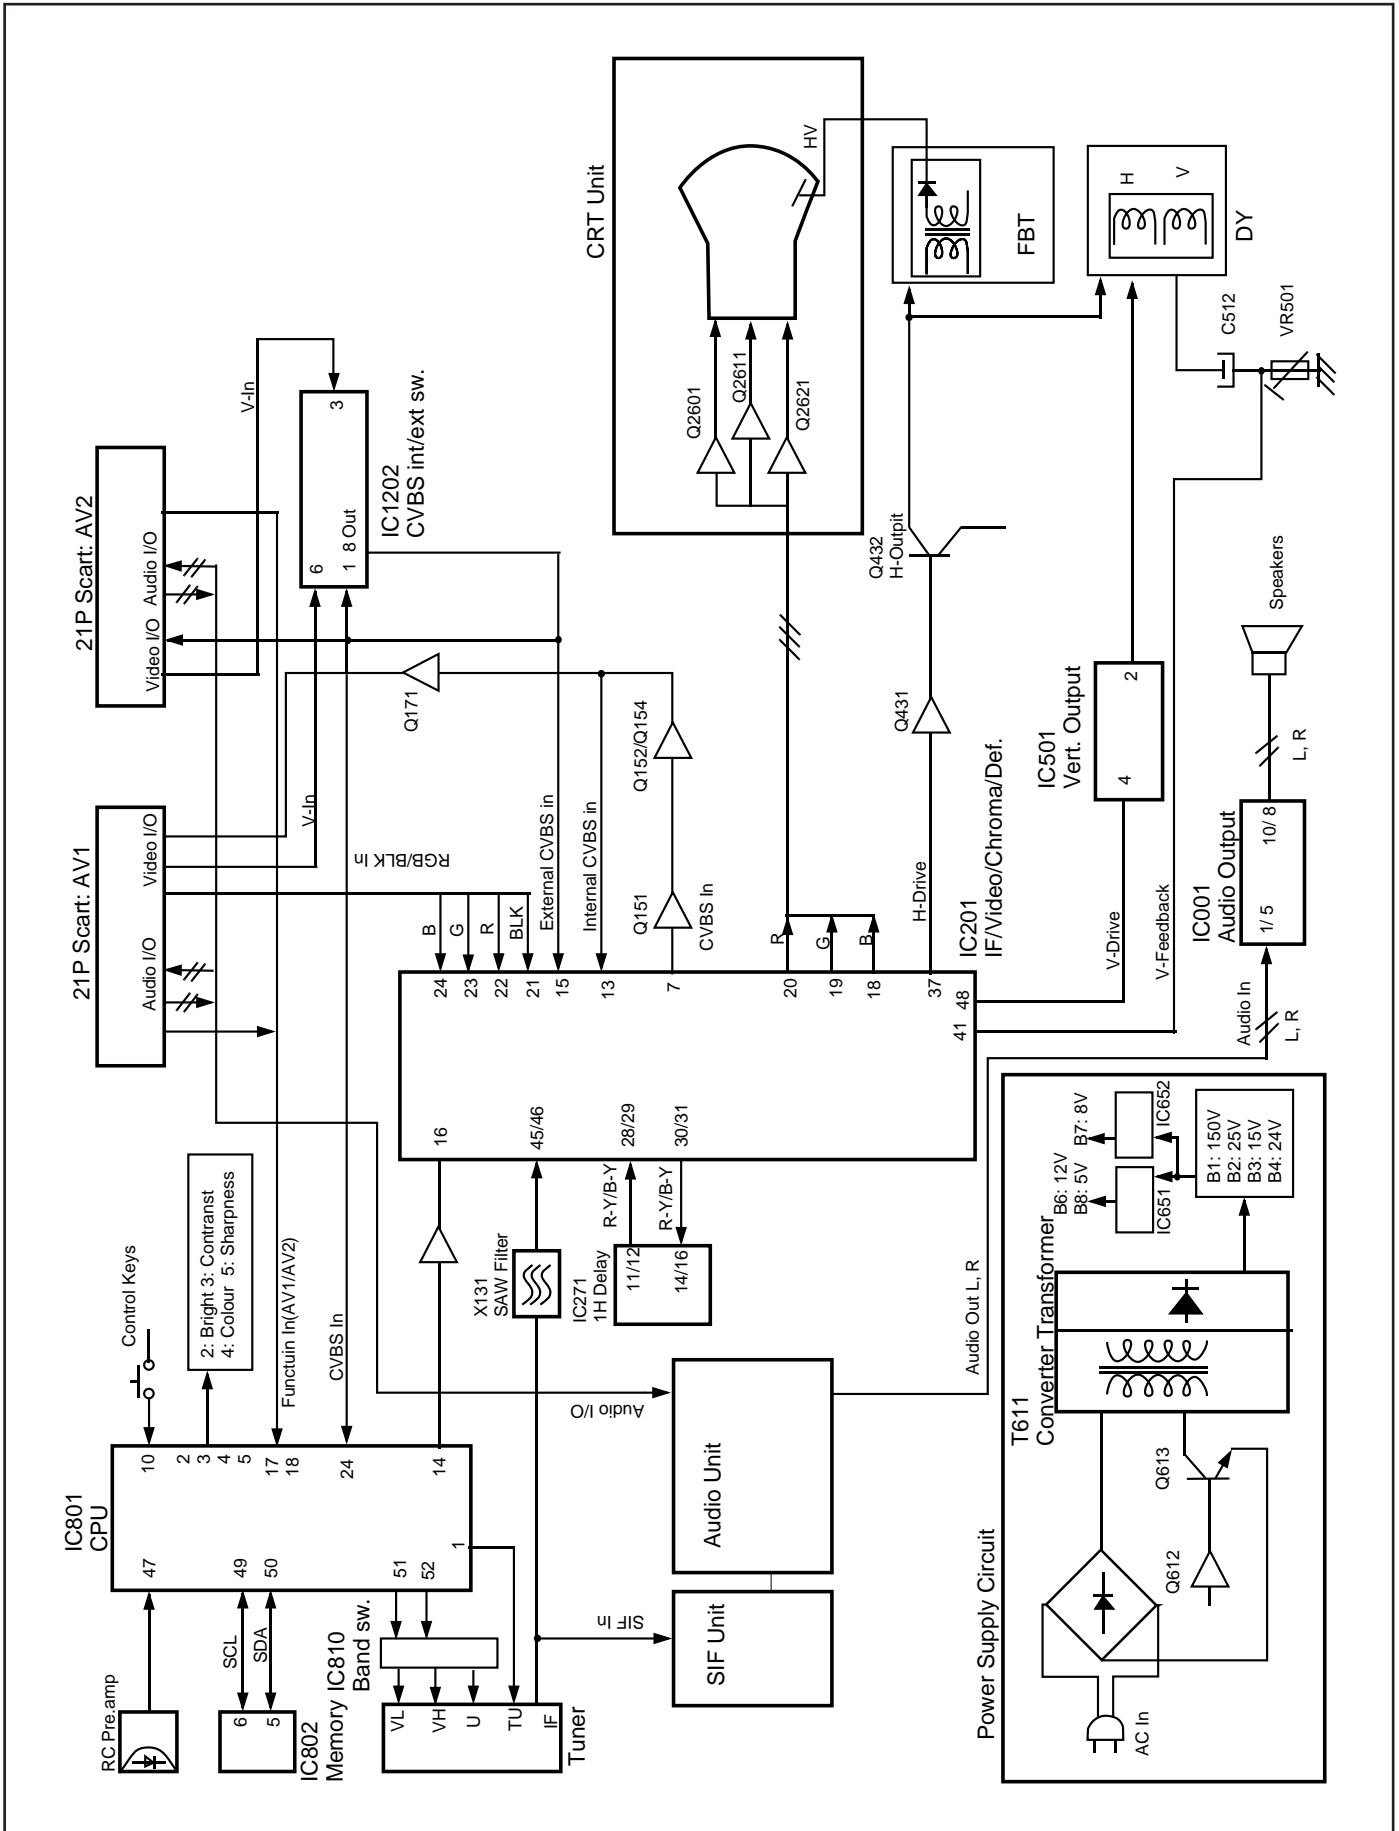 RC Pre.amp
47
IC801
CPU
10
Control Keys
2
3
4
5
2: Bright 3: Contranst
4: Colour 5: Sharpness
17
18
Functuin In(AV1/AV2)
24
CVBS In
14
49
50
SCL
SDA
6
5
IC802
Memory
51
52
1
IC810
Band sw.
VL
VH
U
TU
IF
Tuner
21P Scart: AV1
Audio I/O
Video I/O
21P Scart: AV2
Video I/O
Audio I/O
V-In
V-In
3
6
1
8 Out
IC1202
CVBS int/ext sw.
RGB/BLK In
B
G
R
BLK
External CVBS in
Internal CVBS in
Q171
Q152/Q154
Q151
CVBS In
16
45/46
28/29
30/31
24
23
22
21
15
13
7
20
19
18
37
48
41
R
G
B
IC201
IF/Video/Chroma/Def.
X131
SAW Filter
IC271
1H Delay
11/12
14/16
R-Y/B-Y
R-Y/B-Y
CRT Unit
Q2601
Q2611
Q2621
HV
FBT
H
V
DY
C512
VR501
Q432
H-Outpit
Q431
H-Drive
IC501
Vert. Output
4
2
V-Drive
V-Feedback
SIF In
SIF Unit
Audio I/O
Audio Unit
Audio Out L, R
Audio In
L, R
IC001
Audio Output
1/ 5
10/ 8
L, R
Speakers
Power Supply Circuit
AC In
Q612
Q613
T611
Converter Transformer
B6: 12V
B8: 5V
IC651
B7: 8V
IC652
B1: 150V
B2: 25V
B3: 15V
B4: 24V